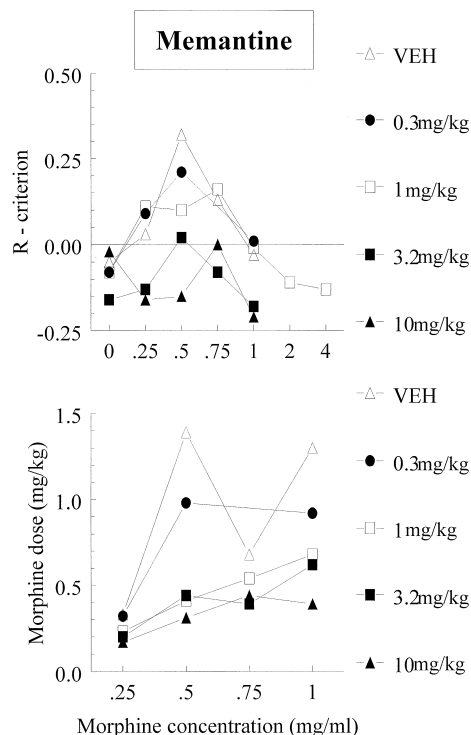 Memantine
VEH
0.3mg/kg
1mg/kg
3.2mg/kg
10mg/kg
R - criterion
0.50
0.25
0.00
-0.25
0 .25 .5 .75 1 2 4
VEH
0.3mg/kg
1mg/kg
3.2mg/kg
10mg/kg
Morphine dose (mg/kg)
1.5
1.0
0.5
0.0
.25 .5 .75 1
Morphine concentration (mg/ml)